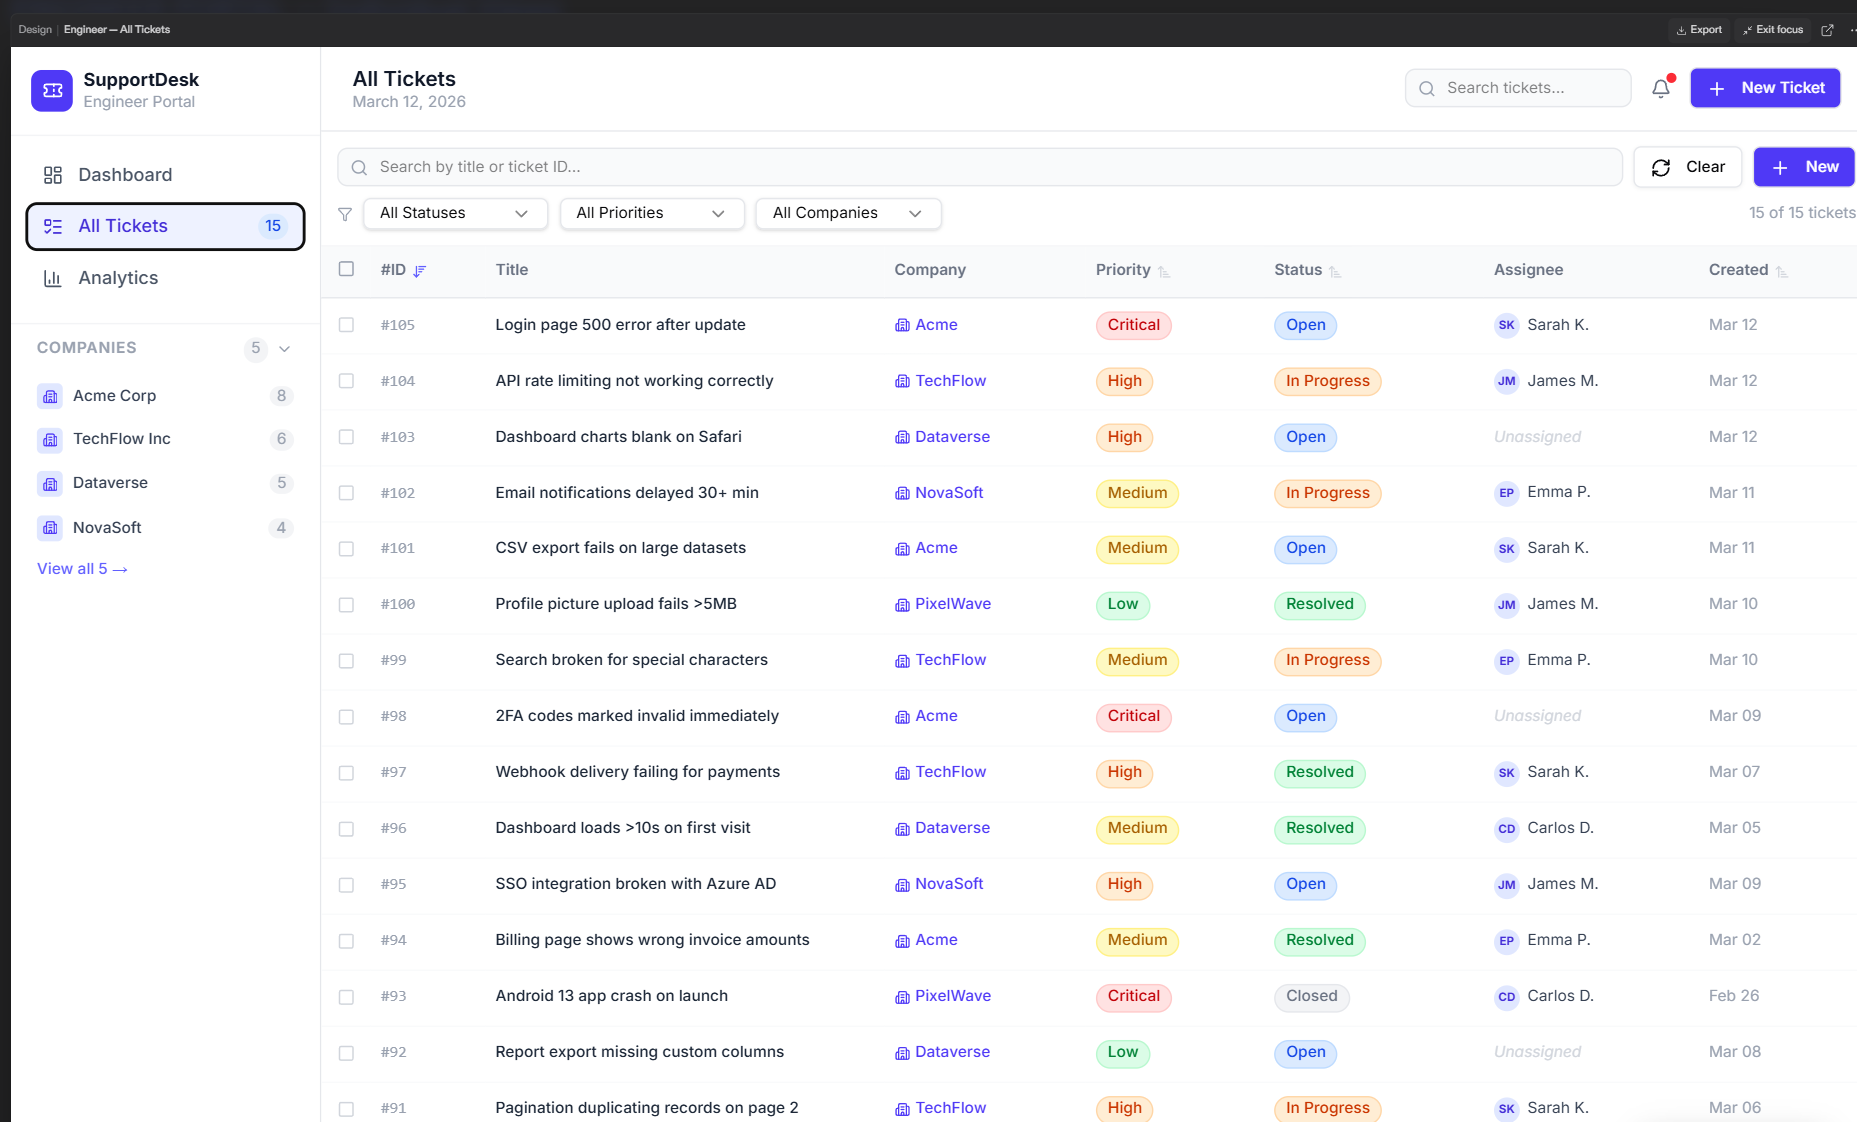 Design | Engineer — All Tickets
Export
Exit focus
SupportDesk
Engineer Portal
Dashboard
All Tickets 15
Analytics
COMPANIES 5
Acme Corp 8
TechFlow Inc 6
Dataverse 5
NovaSoft 4
View all 5 →
All Tickets
March 12, 2026
Search tickets...
New Ticket
Search by title or ticket ID...
Clear
New
All Statuses
All Priorities
All Companies
15 of 15 tickets
#ID Title Company Priority Status Assignee Created
#105 Login page 500 error after update Acme Critical Open SK Sarah K. Mar 12
#104 API rate limiting not working correctly TechFlow High In Progress JM James M. Mar 12
#103 Dashboard charts blank on Safari Dataverse High Open Unassigned Mar 12
#102 Email notifications delayed 30+ min NovaSoft Medium In Progress EP Emma P. Mar 11
#101 CSV export fails on large datasets Acme Medium Open SK Sarah K. Mar 11
#100 Profile picture upload fails >5MB PixelWave Low Resolved JM James M. Mar 10
#99 Search broken for special characters TechFlow Medium In Progress EP Emma P. Mar 10
#98 2FA codes marked invalid immediately Acme Critical Open Unassigned Mar 09
#97 Webhook delivery failing for payments TechFlow High Resolved SK Sarah K. Mar 07
#96 Dashboard loads >10s on first visit Dataverse Medium Resolved CD Carlos D. Mar 05
#95 SSO integration broken with Azure AD NovaSoft High Open JM James M. Mar 09
#94 Billing page shows wrong invoice amounts Acme Medium Resolved EP Emma P. Mar 02
#93 Android 13 app crash on launch PixelWave Critical Closed CD Carlos D. Feb 26
#92 Report export missing custom columns Dataverse Low Open Unassigned Mar 08
#91 Pagination duplicating records on page 2 TechFlow High In Progress SK Sarah K. Mar 06